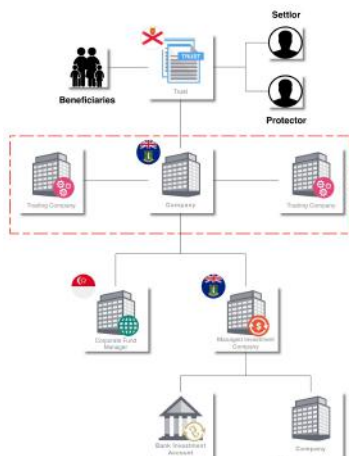 Settlor
TRUST
Beneficiaries
Trust
Protector
Trading Company
Company
Trading Company
Corporate Fund
Manager
Managed Investment
Company
Bank Investment
Account
Company